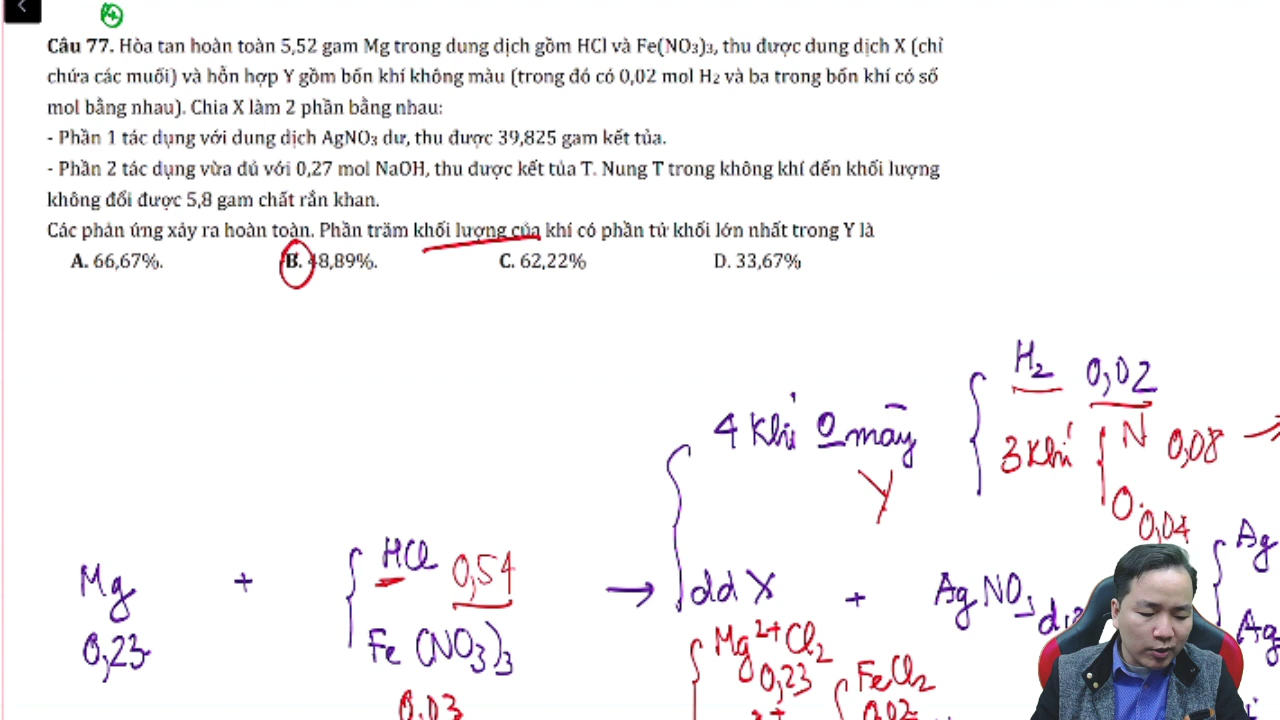 Câu 77. Hòa tan hoàn toàn 5,52 gam Mg trong dung dịch gồm HCl và Fe(NO₃)₃, thu được dung dịch X (chỉ
chứa các muối) và hỗn hợp Y gồm bốn khí không màu (trong đó có 0,02 mol H₂ và ba trong bốn khí có số
mol bằng nhau). Chia X làm 2 phần bằng nhau:
- Phần 1 tác dụng với dung dịch AgNO₃ dư, thu được 39,825 gam kết tủa.
- Phần 2 tác dụng vừa đủ với 0,27 mol NaOH, thu được kết tủa T. Nung T trong không khí đến khối lượng
không đổi được 5,8 gam chất rắn khan.
Các phản ứng xảy ra hoàn toàn. Phần trăm khối lượng của khí có phân tử khối lớn nhất trong Y là
A. 66,67%. B. 48,89%. C. 62,22% D. 33,67%
H₂ 0,02
4 khí 0 màu
3 khí N 0,08
Y
O 0,04
HCl 0,54
Ag
Mg + → dd X + AgNO₃ dư
Ag
0,23 Fe (NO₃)₃
Mg²⁺Cl₂
0,23 FeCl₂
0,03 0,02